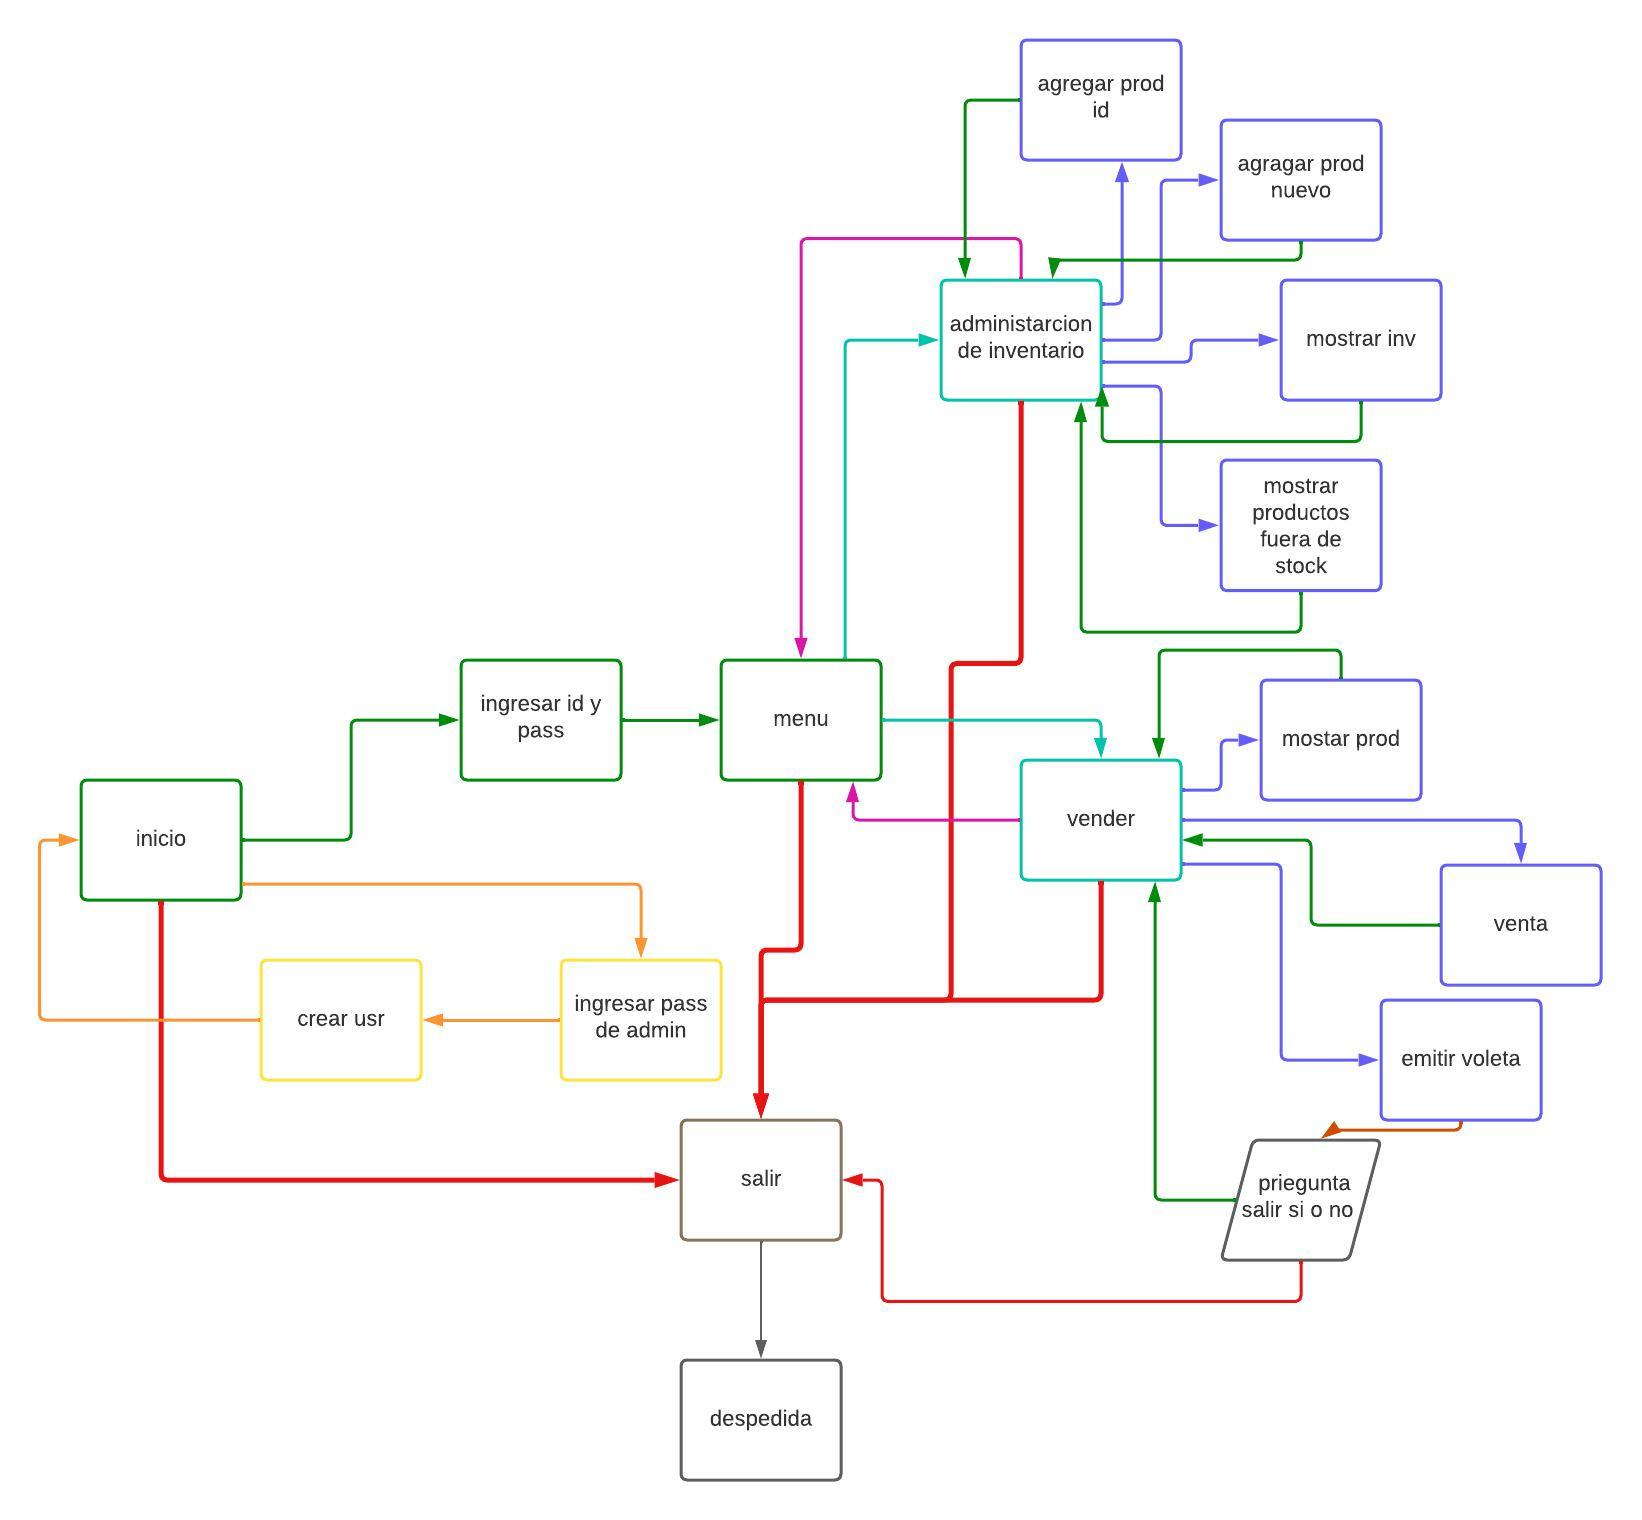 agregar prod
id
agragar prod
nuevo
administarcion
de inventario
mostrar inv
mostrar
productos
fuera de
stock
ingresar id y
pass
menu
mostar prod
inicio
vender
venta
crear usr
ingresar pass
de admin
emitir voleta
salir
priegunta
salir si o no
despedida